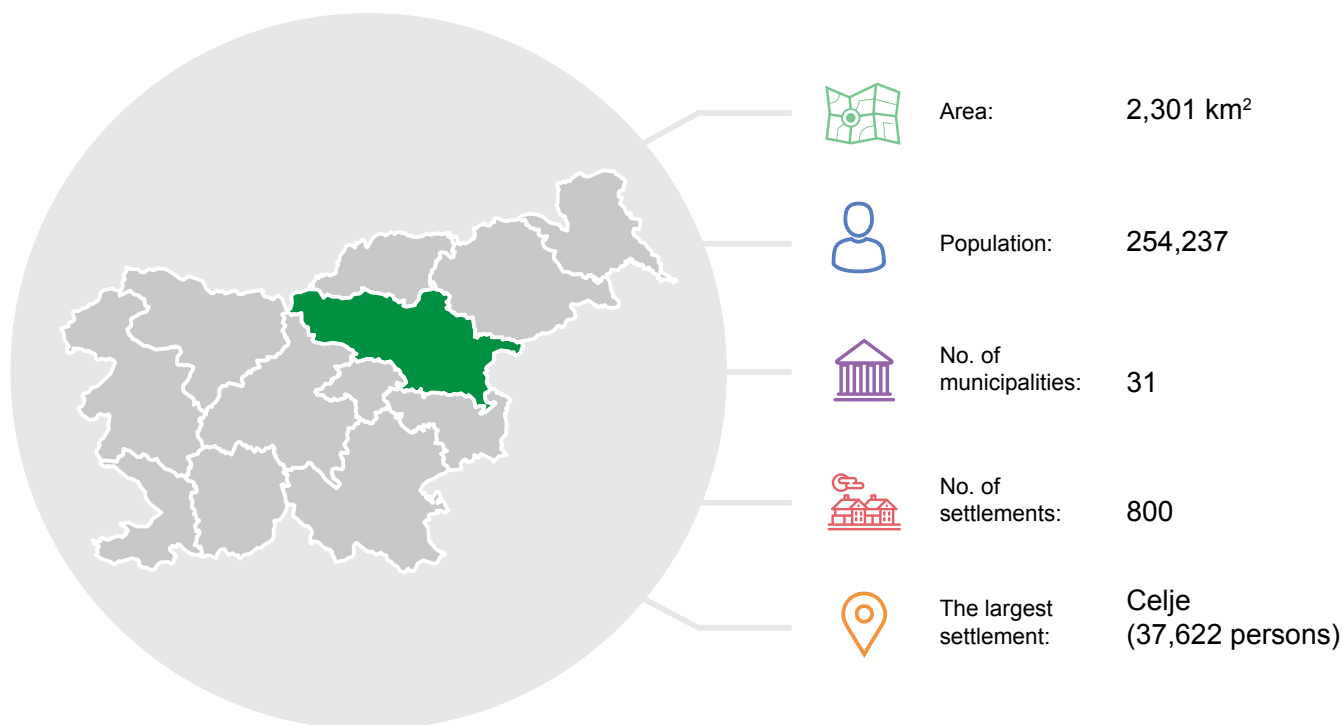 Area: 2,301 km²
Population: 254,237
No. of
municipalities: 31
No. of
settlements: 800
The largest
settlement:
Celje
(37,622 persons)